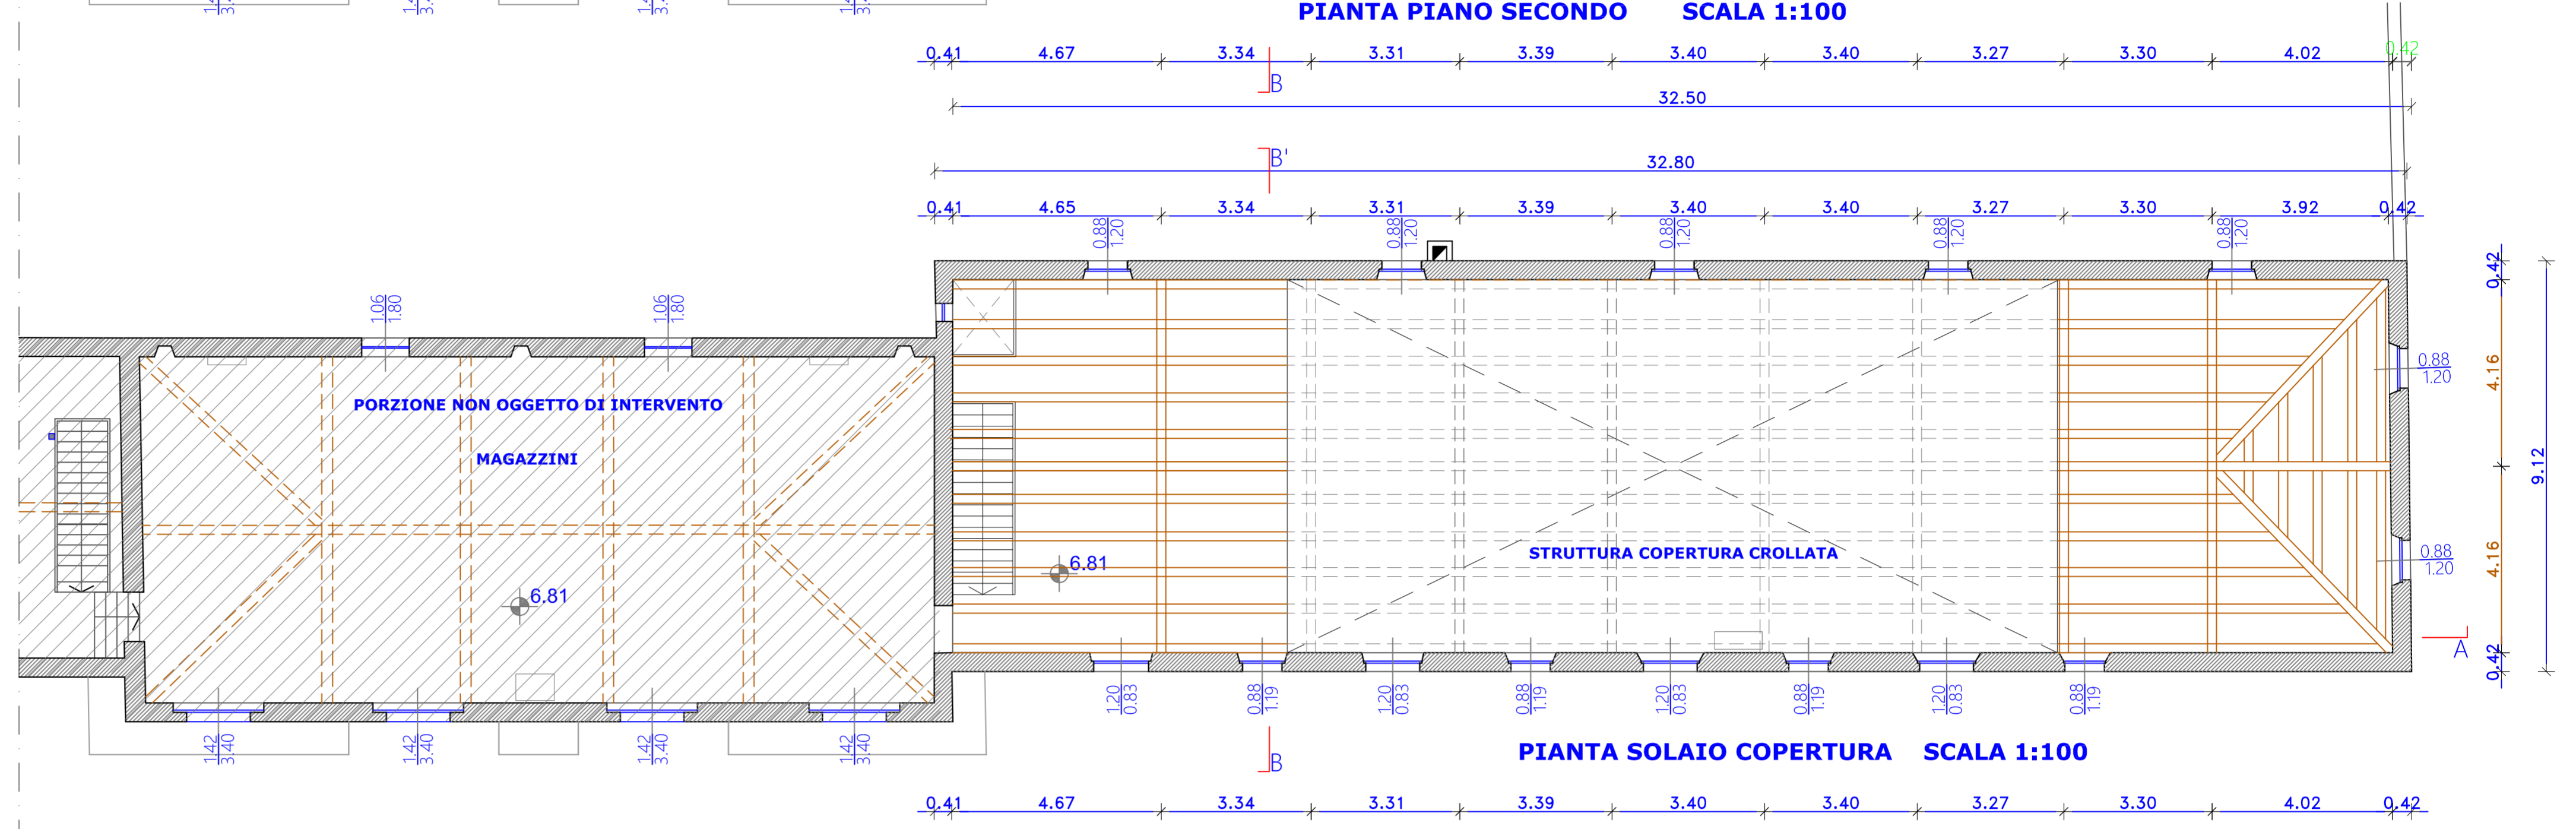 PIANTA PIANO SECONDO SCALA 1:100
0.41 4.67 3.34 3.31 3.39 3.40 3.40 3.27 3.30 4.02 0.42
B
32.50
B'
32.80
0.41 4.65 3.34 3.31 3.39 3.40 3.40 3.27 3.30 3.92 0.42
0.88 0.88 0.88 0.88 0.88
1.20 1.20 1.20 1.20 1.20
0.42
1.06 1.06
1.80 1.80
0.88
1.20
4.16
PORZIONE NON OGGETTO DI INTERVENTO
MAGAZZINI
9.12
STRUTTURA COPERTURA CROLLATA
0.88
1.20
4.16
6.81
6.81
A
0.42
1.20 0.88 1.20 0.88 1.20 0.88 1.20 0.88
0.83 1.19 0.83 1.19 0.83 1.19 0.83 1.19
1.42 1.42 1.42 1.42
3.40 3.40 3.40 3.40
B
PIANTA SOLAIO COPERTURA SCALA 1:100
0.41 4.67 3.34 3.31 3.39 3.40 3.40 3.27 3.30 4.02 0.42